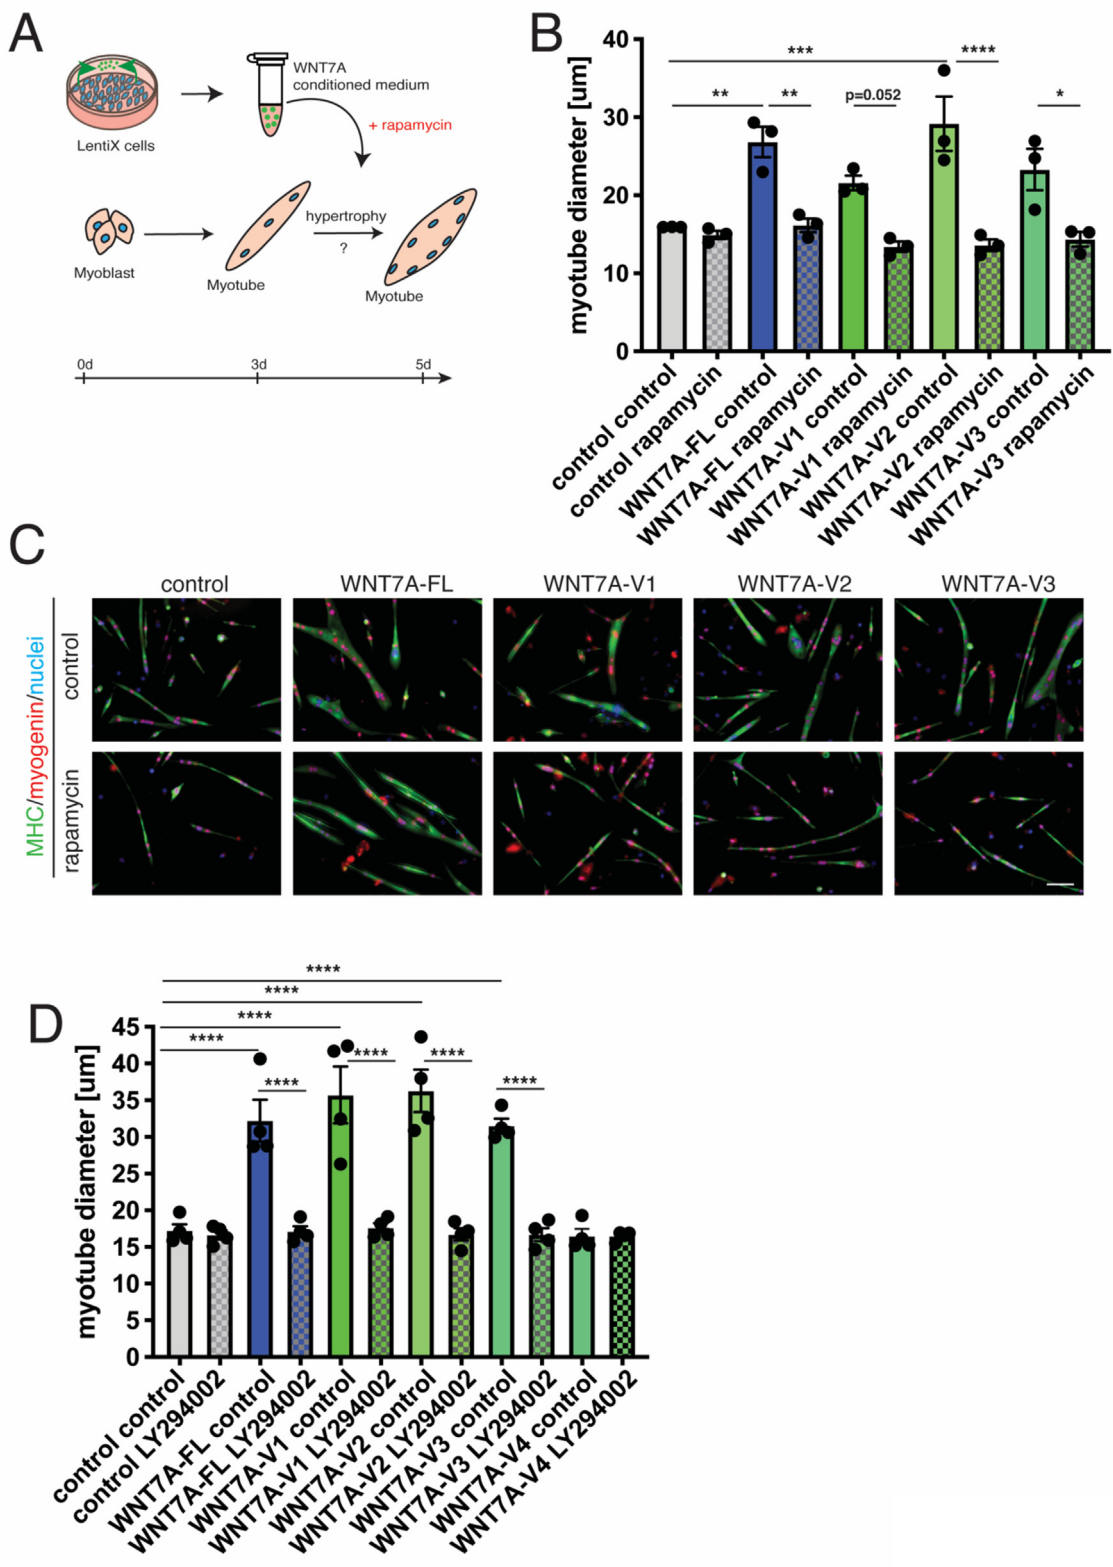 A
LentiX cells
WNT7A
conditioned medium
+ rapamycin
Myoblast
Myotube
hypertrophy
?
Myotube
0d
3d
5d
B
myotube diameter [um]
40
30
20
10
0
***
****
**
**
p=0.052
*
control control
control rapamycin
WNT7A-FL control
WNT7A-FL rapamycin
WNT7A-V1 control
WNT7A-V1 rapamycin
WNT7A-V2 control
WNT7A-V2 rapamycin
WNT7A-V3 control
WNT7A-V3 rapamycin
C
control
WNT7A-FL
WNT7A-V1
WNT7A-V2
WNT7A-V3
MHC/myogenin/nuclei
control
rapamycin
D
myotube diameter [um]
****
****
****
****
****
****
****
****
45
40
35
30
25
20
15
10
5
0
control control
control LY294002
WNT7A-FL control
WNT7A-FL LY294002
WNT7A-V1 control
WNT7A-V1 LY294002
WNT7A-V2 control
WNT7A-V2 LY294002
WNT7A-V3 control
WNT7A-V3 LY294002
WNT7A-V4 control
WNT7A-V4 LY294002